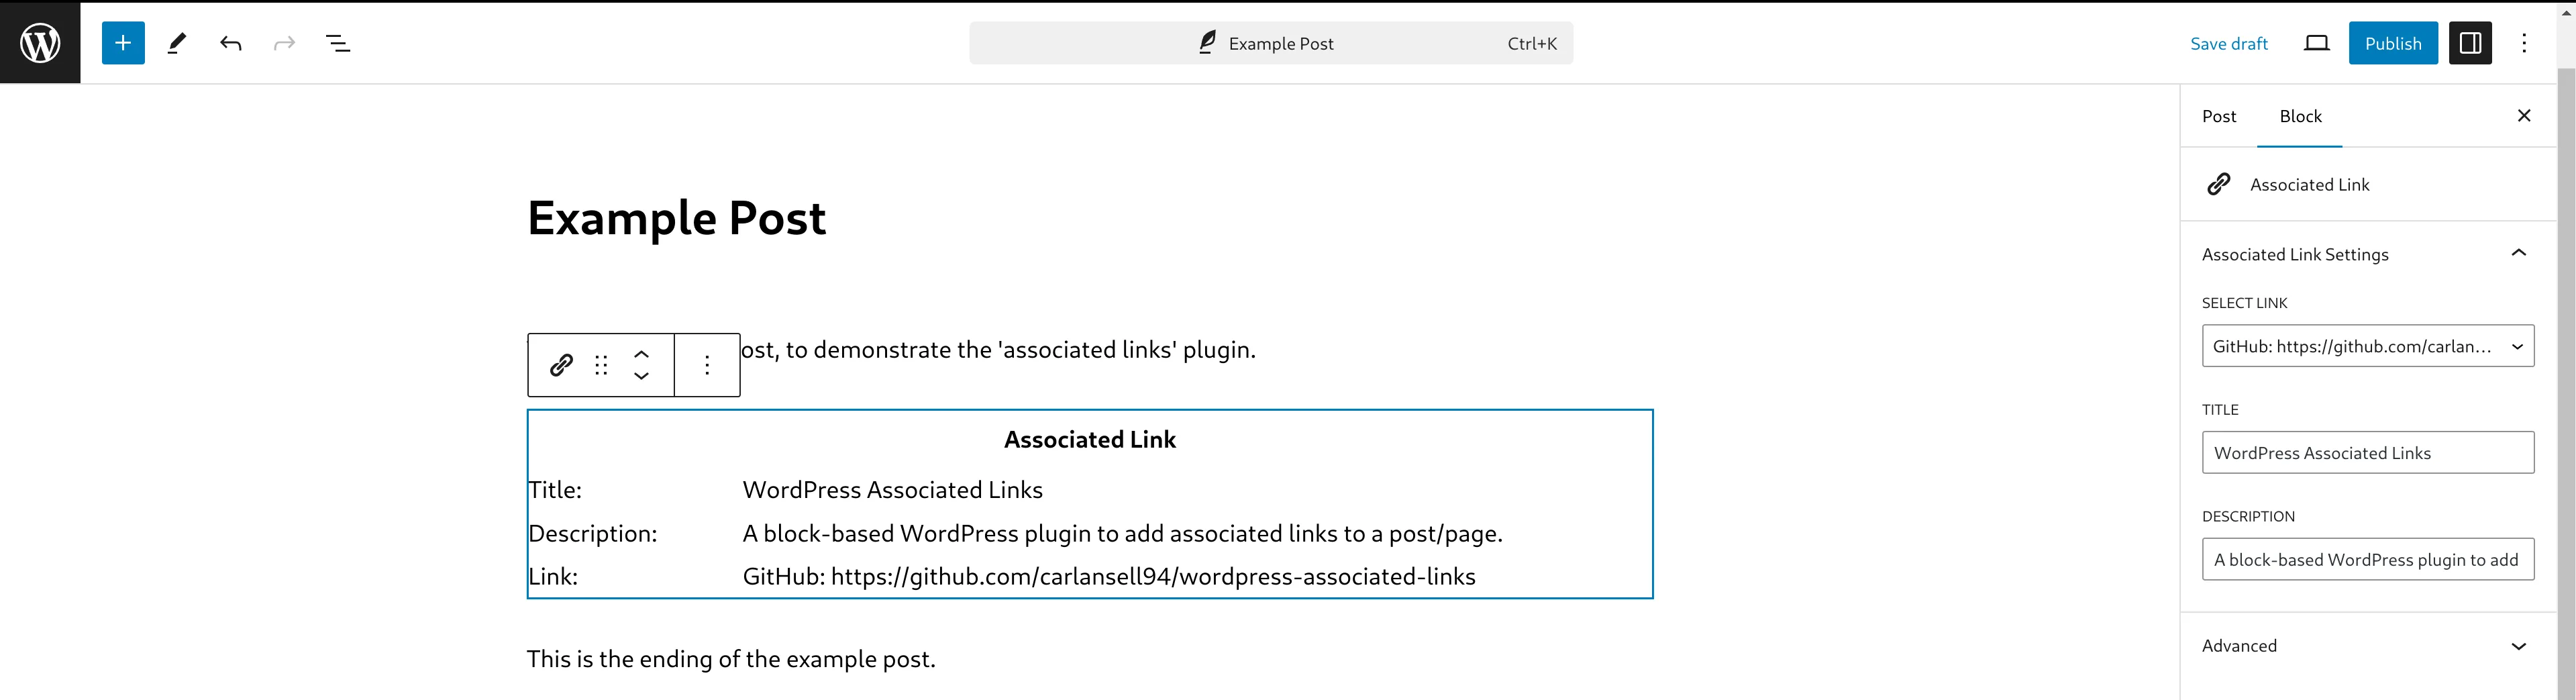 Example Post
Ctrl+K
Save draft
Publish
Post
Block
Associated Link
Associated Link Settings
SELECT LINK
GitHub: https://github.com/carlan...
TITLE
WordPress Associated Links
DESCRIPTION
A block-based WordPress plugin to add
Advanced
Example Post
ost, to demonstrate the 'associated links' plugin.
Associated Link
Title: WordPress Associated Links
Description: A block-based WordPress plugin to add associated links to a post/page.
Link: GitHub: https://github.com/carlansell94/wordpress-associated-links
This is the ending of the example post.